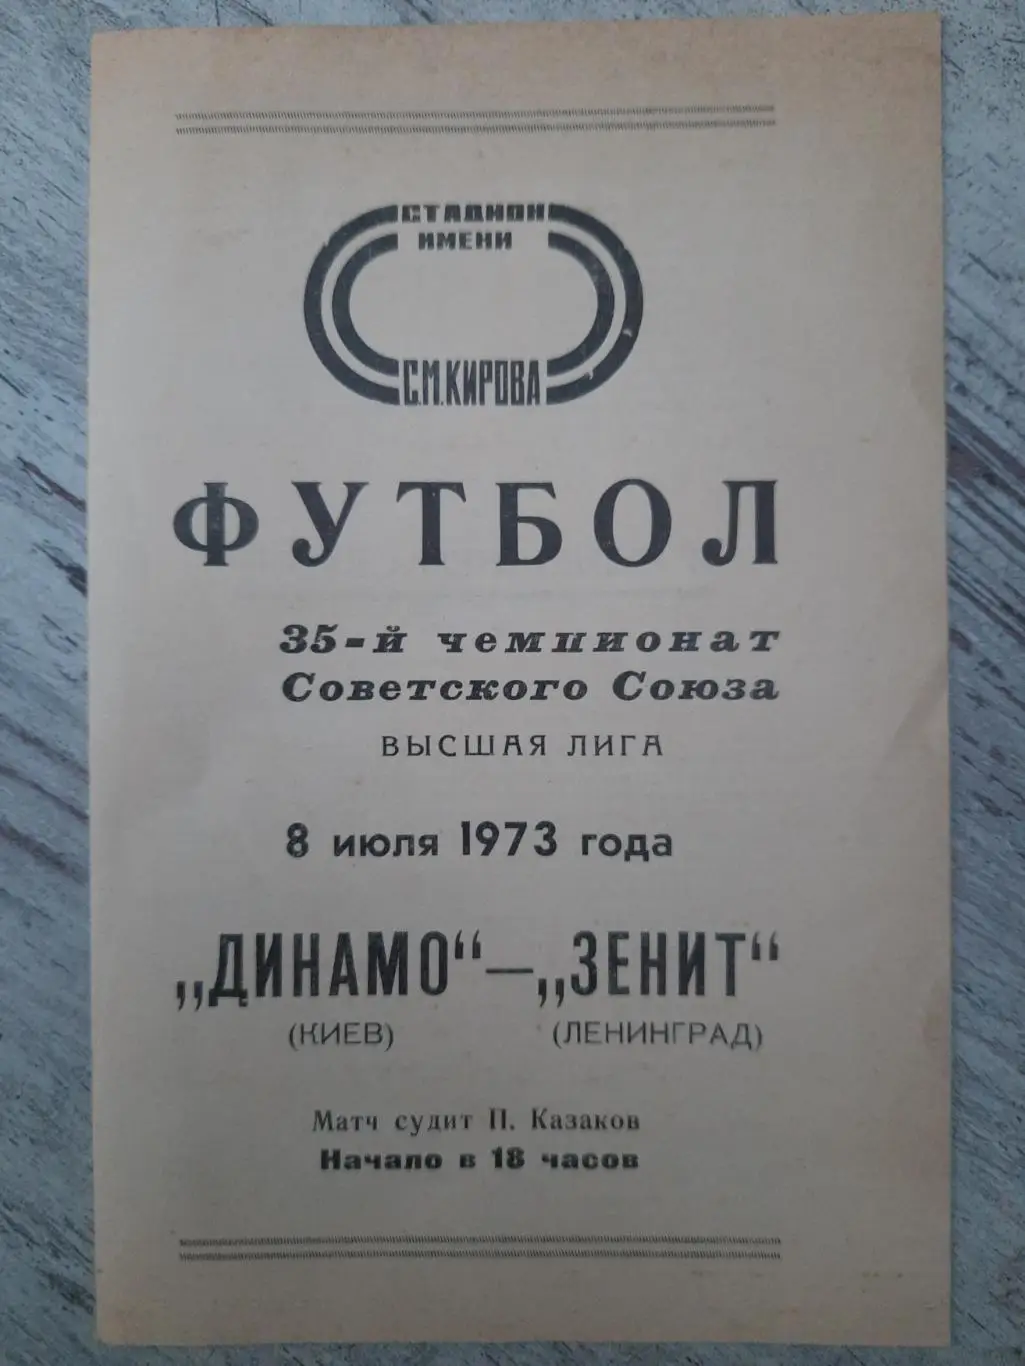 СТАДИОН
ИМЕНИ
С.М.КИРОВА
ФУТБОЛ
35-й чемпионат
Советского Союза
ВЫСШАЯ ЛИГА
8 июля 1973 года
„ДИНАМО“—„ЗЕНИТ“
(КИЕВ) (ЛЕНИНГРАД)
Матч судит П. Казаков
Начало в 18 часов